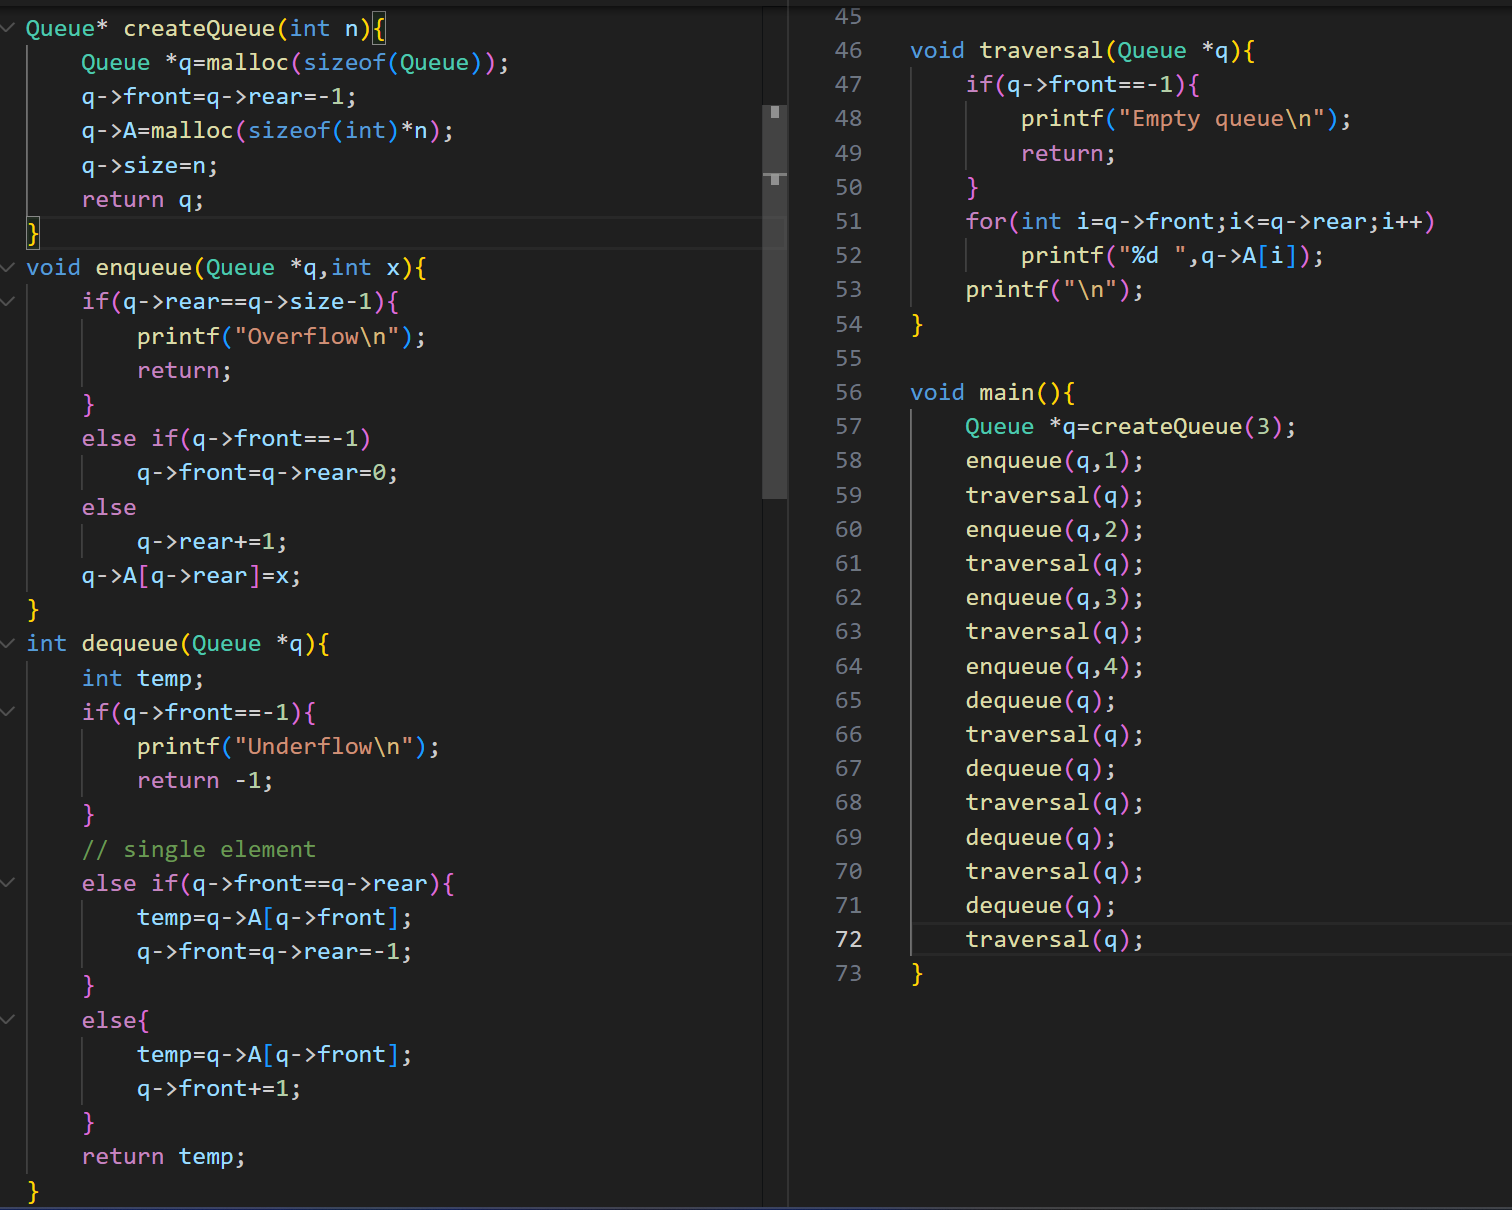 Queue* createQueue(int n){
    Queue *q=malloc(sizeof(Queue));
    q->front=q->rear=-1;
    q->A=malloc(sizeof(int)*n);
    q->size=n;
    return q;
}
void enqueue(Queue *q,int x){
    if(q->rear==q->size-1){
        printf("Overflow\n");
        return;
    }
    else if(q->front==-1)
        q->front=q->rear=0;
    else
        q->rear+=1;
    q->A[q->rear]=x;
}
int dequeue(Queue *q){
    int temp;
    if(q->front==-1){
        printf("Underflow\n");
        return -1;
    }
    // single element
    else if(q->front==q->rear){
        temp=q->A[q->front];
        q->front=q->rear=-1;
    }
    else{
        temp=q->A[q->front];
        q->front+=1;
    }
    return temp;
}
45
46 void traversal(Queue *q){
47     if(q->front==-1){
48         printf("Empty queue\n");
49         return;
50     }
51     for(int i=q->front;i<=q->rear;i++)
52         printf("%d ",q->A[i]);
53     printf("\n");
54 }
55
56 void main(){
57     Queue *q=createQueue(3);
58     enqueue(q,1);
59     traversal(q);
60     enqueue(q,2);
61     traversal(q);
62     enqueue(q,3);
63     traversal(q);
64     enqueue(q,4);
65     dequeue(q);
66     traversal(q);
67     dequeue(q);
68     traversal(q);
69     dequeue(q);
70     traversal(q);
71     dequeue(q);
72     traversal(q);
73 }